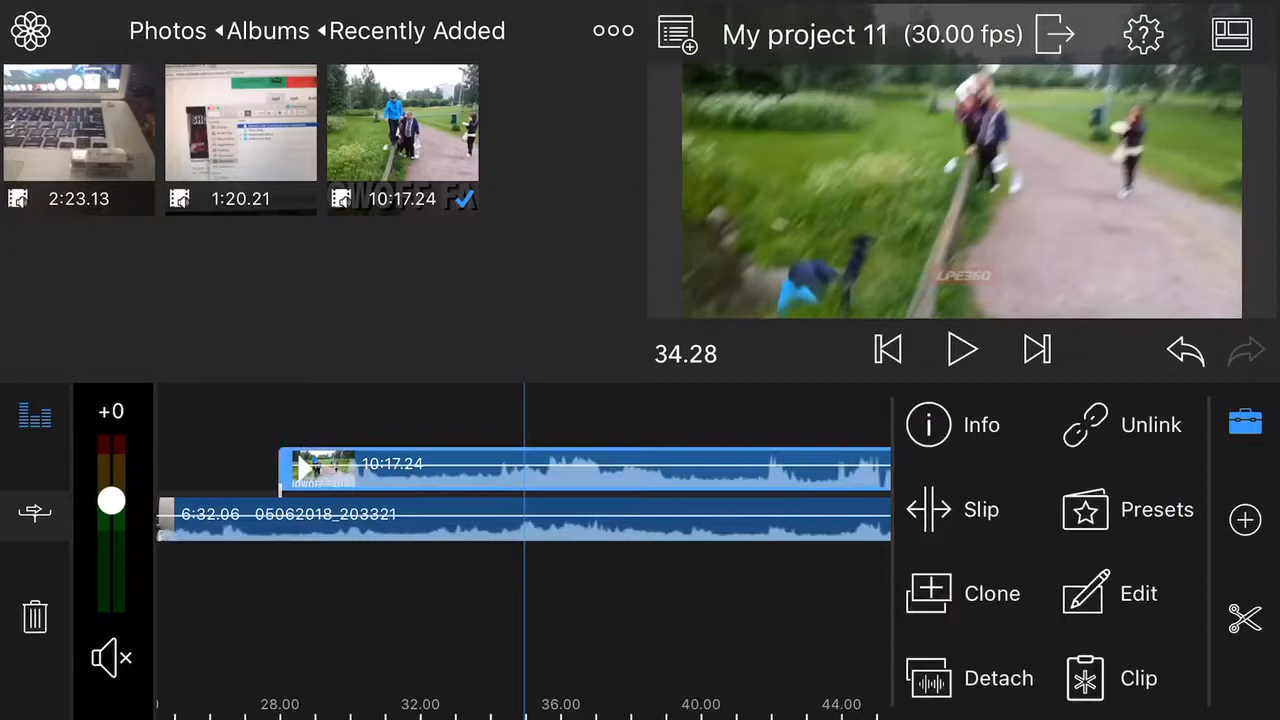 Photos ◂Albums ◂Recently Added
My project 11 (30.00 fps)
2:23.13
1:20.21
10:17.24
LPE360
34.28
+0
10:17.24
6:32.06 05062018_203321
Info
Unlink
Slip
Presets
Clone
Edit
Detach
Clip
28.00
32.00
36.00
40.00
44.00